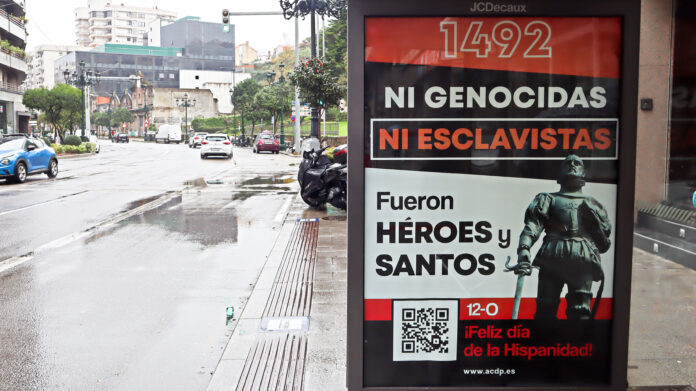 JCDecaux
1492
NI GENOCIDAS
NI ESCLAVISTAS
Fueron
HÉROES y
SANTOS
12-O
¡Feliz día
de la Hispanidad!
www.acdp.es